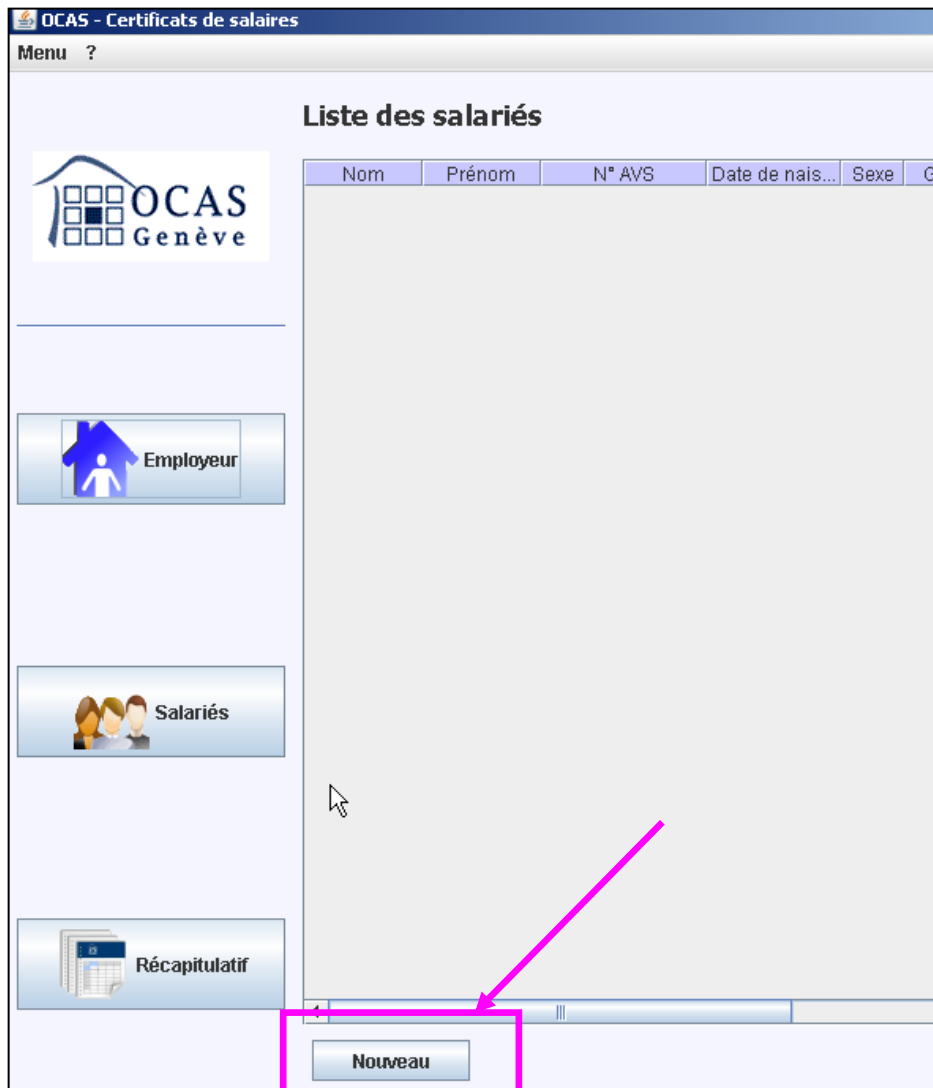 OCAS - Certificats de salaires
Menu ?
Liste des salariés
OCAS
Genève
Nom Prénom N° AVS Date de nais... Sexe G
Employeur
Salariés
Récapitulatif
Nouveau